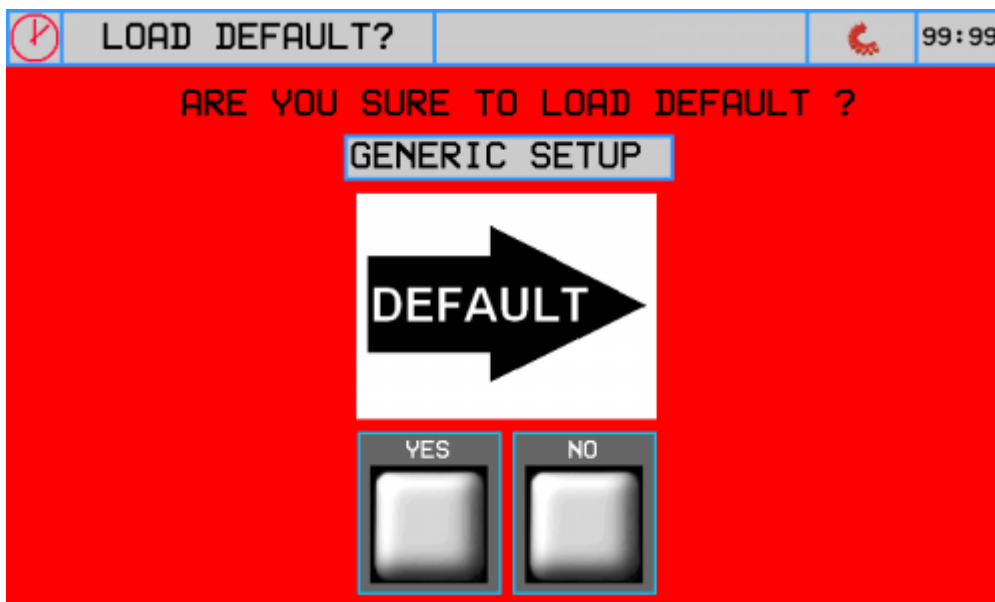 LOAD DEFAULT?
99:99
ARE YOU SURE TO LOAD DEFAULT ?
GENERIC SETUP
DEFAULT
YES
NO